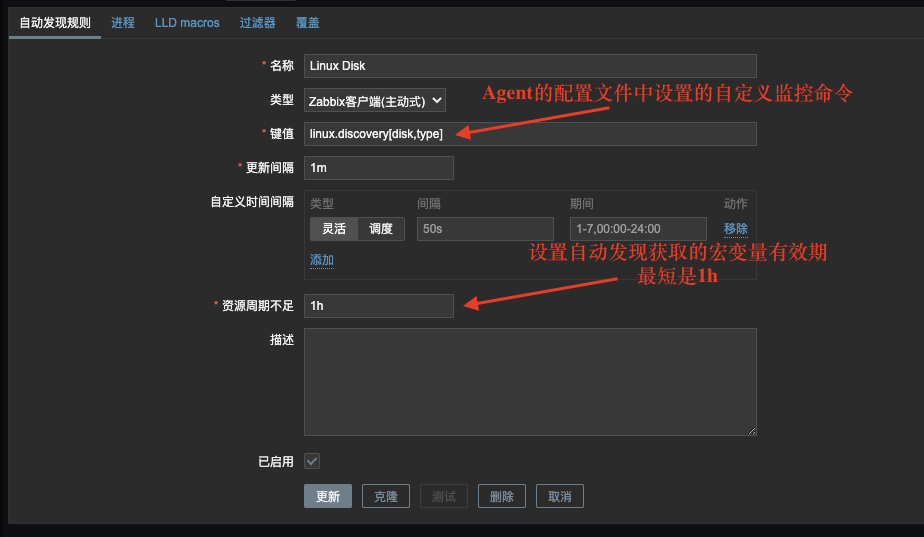 自动发现规则 进程 LLD macros 过滤器 覆盖
* 名称 Linux Disk
类型 Zabbix客户端(主动式)
Agent的配置文件中设置的自定义监控命令
* 键值 linux.discovery[disk,type]
* 更新间隔 1m
自定义时间间隔 类型 间隔 期间 动作
灵活 调度 50s 1-7,00:00-24:00 移除
添加
设置自动发现获取的宏变量有效期
最短是1h
* 资源周期不足 1h
描述
已启用
更新 克隆 测试 删除 取消